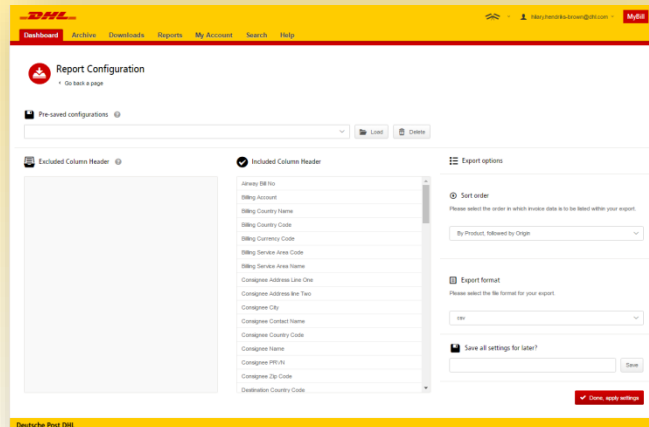 DHL
hilary.hendriks-brown@dhl.com
MyBill
Dashboard Archive Downloads Reports My Account Search Help
Report Configuration
Go back a page
Pre-saved configurations
Load Delete
Excluded Column Header
Included Column Header
Airway Bill No
Billing Account
Billing Country Name
Billing Country Code
Billing Currency Code
Billing Service Area Code
Billing Service Area Name
Consignee Address Line One
Consignee Address line Two
Consignee City
Consignee Contact Name
Consignee Country Code
Consignee Name
Consignee PR\/N
Consignee Zip Code
Destination Country Code
Export options
Sort order
Please select the order in which invoice data is to be listed within your export.
By Product, followed by Origin
Export format
Please select the file format for your export.
csv
Save all settings for later?
Save
Done, apply settings
Deutsche Post DHL